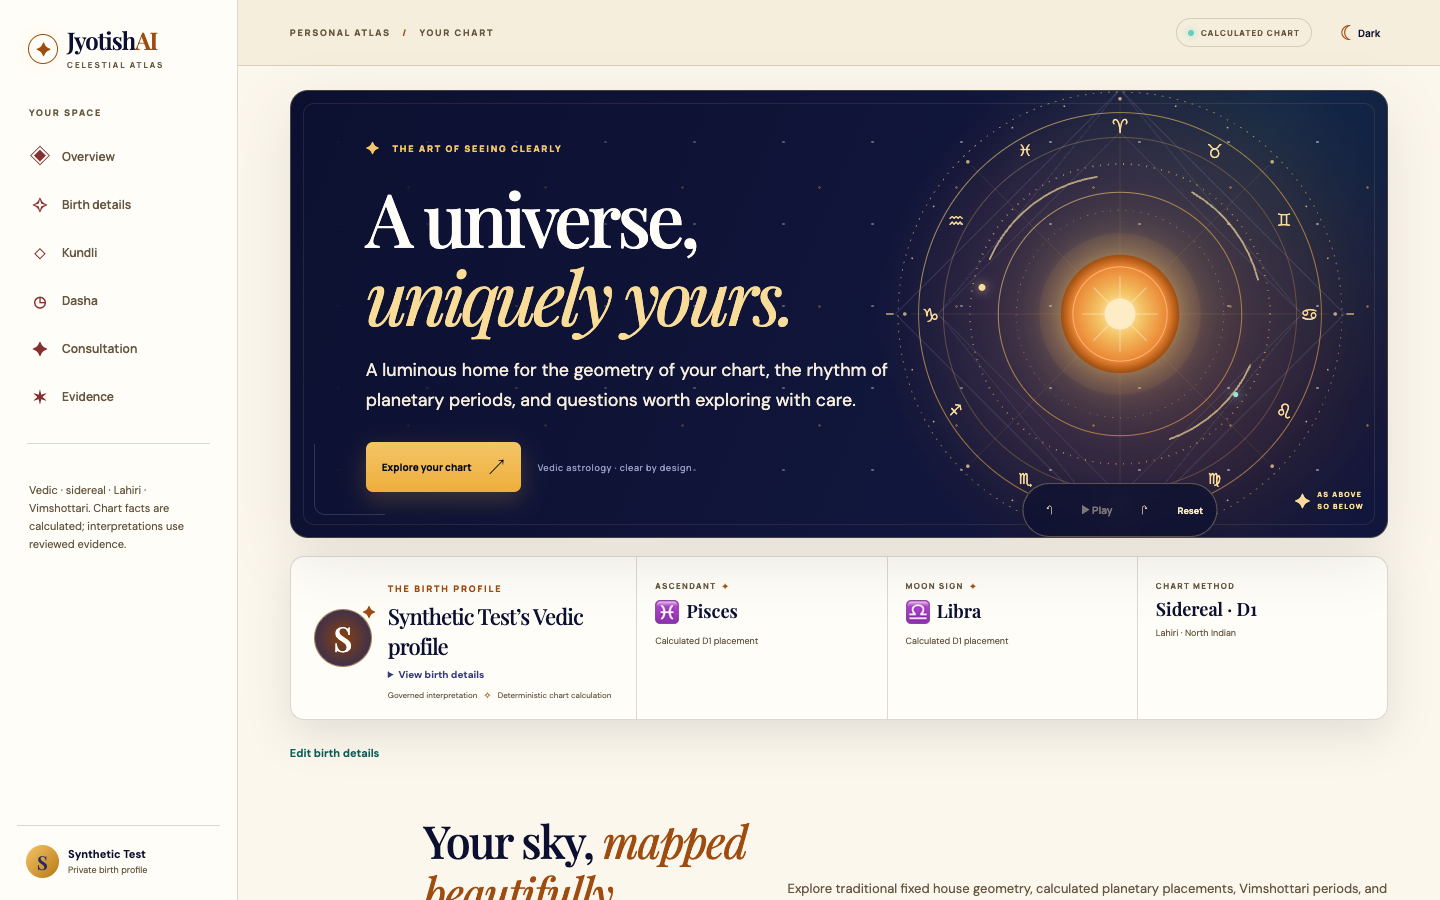 JyotishAI
CELESTIAL ATLAS
YOUR SPACE
Overview
Birth details
Kundli
Dasha
Consultation
Evidence
Vedic · sidereal · Lahiri ·
Vimshottari. Chart facts are
calculated; interpretations use
reviewed evidence.
S
Synthetic Test
Private birth profile
PERSONAL ATLAS / YOUR CHART
CALCULATED CHART
Dark
THE ART OF SEEING CLEARLY
A universe,
uniquely yours.
A luminous home for the geometry of your chart, the rhythm of
planetary periods, and questions worth exploring with care.
Explore your chart
Vedic astrology · clear by design
Play
Reset
AS ABOVE
SO BELOW
S
THE BIRTH PROFILE
Synthetic Test’s Vedic
profile
View birth details
Governed interpretation
Deterministic chart calculation
ASCENDANT
Pisces
Calculated D1 placement
MOON SIGN
Libra
Calculated D1 placement
CHART METHOD
Sidereal · D1
Lahiri · North Indian
Edit birth details
Your sky, mapped
beautifully
Explore traditional fixed house geometry, calculated planetary placements, Vimshottari periods, and